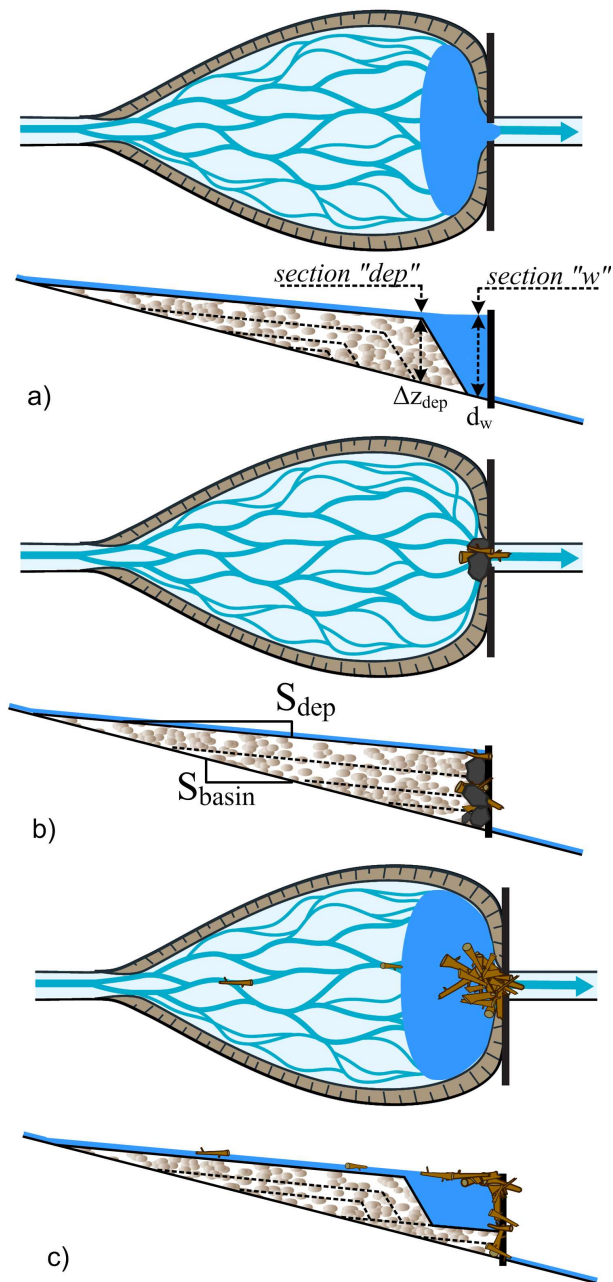 section "dep"
section "w"
Δz_dep
d_w
a)
S_dep
S_basin
b)
c)